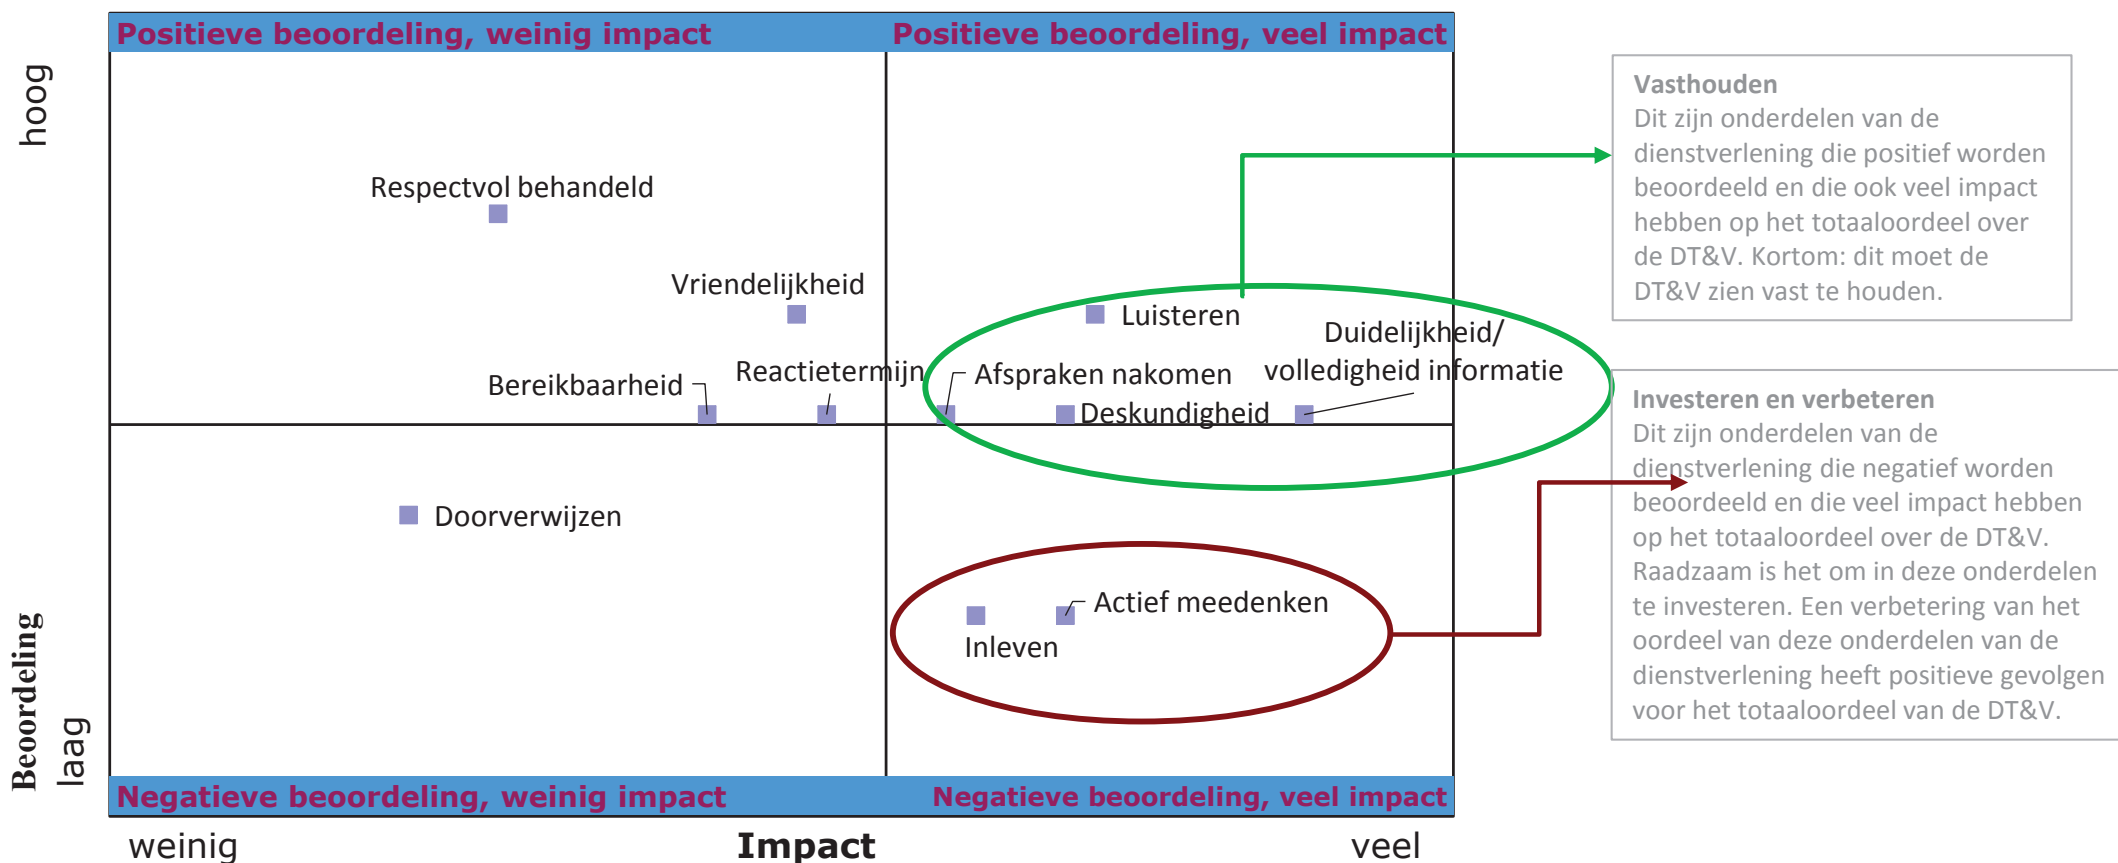 Positieve beoordeling, weinig impact
Positieve beoordeling, veel impact
hoog
Respectvol behandeld
Vriendelijkheid
Luisteren
Duidelijkheid/
volledigheid informatie
Reactietermijn
Afspraken nakomen
Bereikbaarheid
Deskundigheid
Doorverwijzen
Actief meedenken
Inleven
Beoordeling
laag
Negatieve beoordeling, weinig impact
Negatieve beoordeling, veel impact
weinig
Impact
veel
Vasthouden
Dit zijn onderdelen van de
dienstverlening die positief worden
beoordeeld en die ook veel impact
hebben op het totaaloordeel over
de DT&V. Kortom: dit moet de
DT&V zien vast te houden.
Investeren en verbeteren
Dit zijn onderdelen van de
dienstverlening die negatief worden
beoordeeld en die veel impact hebben
op het totaaloordeel over de DT&V.
Raadzaam is het om in deze onderdelen
te investeren. Een verbetering van het
oordeel van deze onderdelen van de
dienstverlening heeft positieve gevolgen
voor het totaaloordeel van de DT&V.